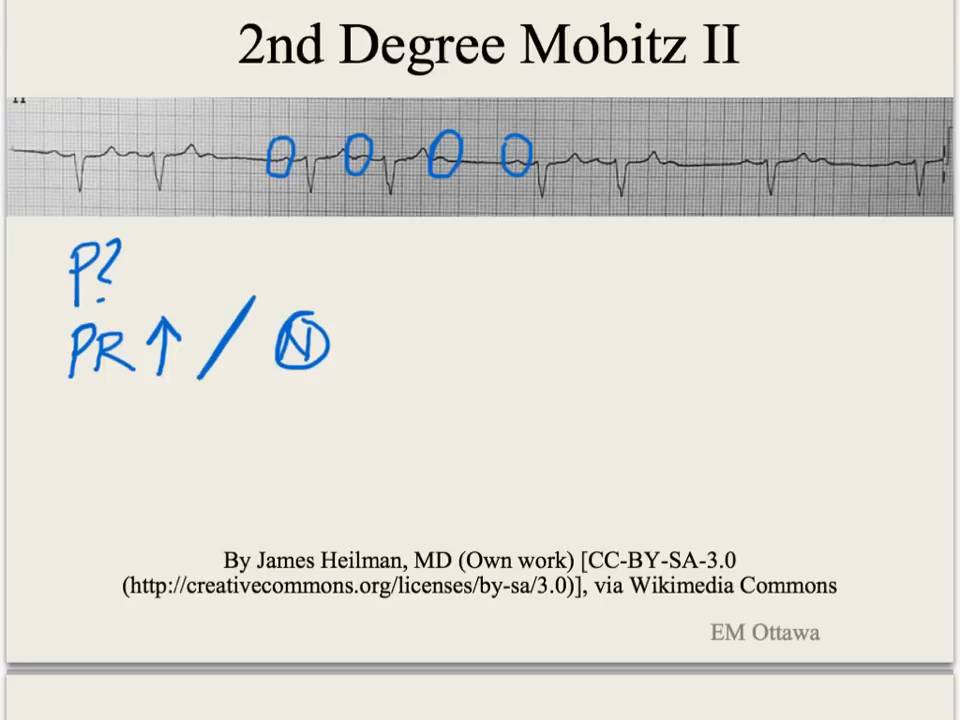 2nd Degree Mobitz II
II
P?
PR ↑ / N
By James Heilman, MD (Own work) [CC-BY-SA-3.0
(http://creativecommons.org/licenses/by-sa/3.0)], via Wikimedia Commons
EM Ottawa